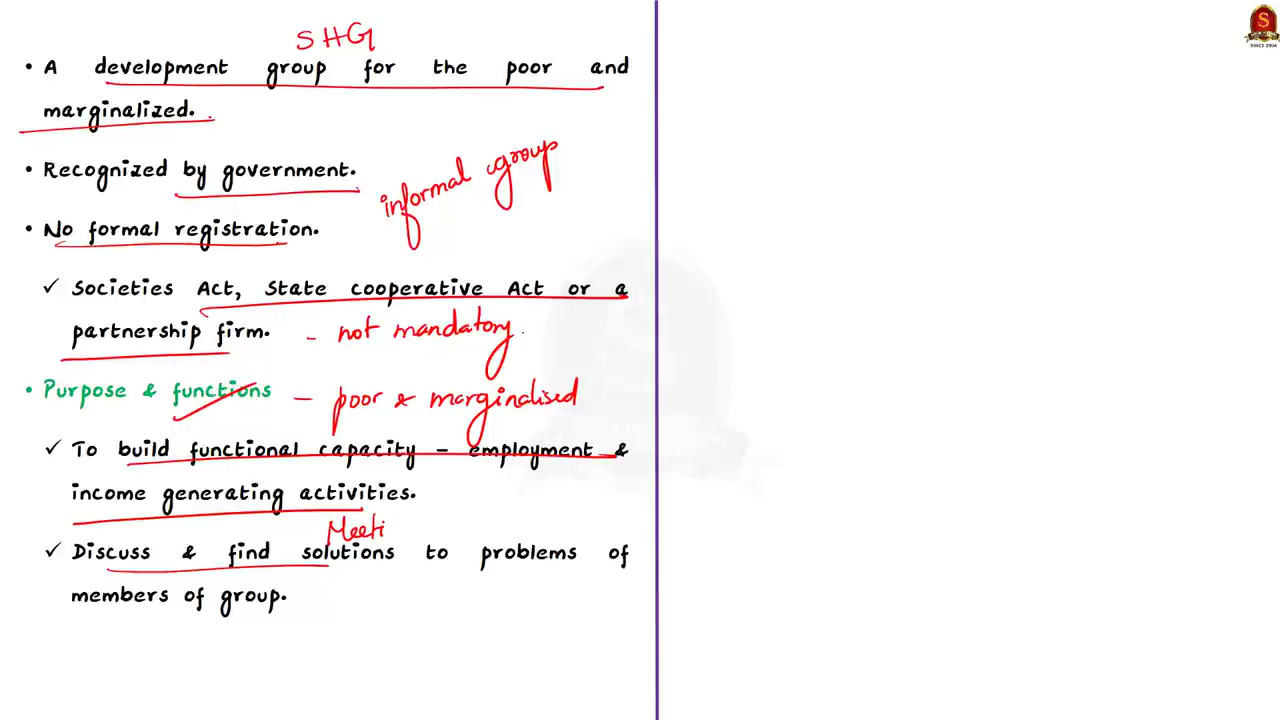 SHG
• A development group for the poor and
marginalized.
• Recognized by government.
informal group
• No formal registration.
✓ Societies Act, State cooperative Act or a
partnership firm. - not mandatory.
• Purpose & functions - poor & marginalised
✓ To build functional capacity – employment &
income generating activities.
Meeti
✓ Discuss & find solutions to problems of
members of group.
S
SINCE 2004